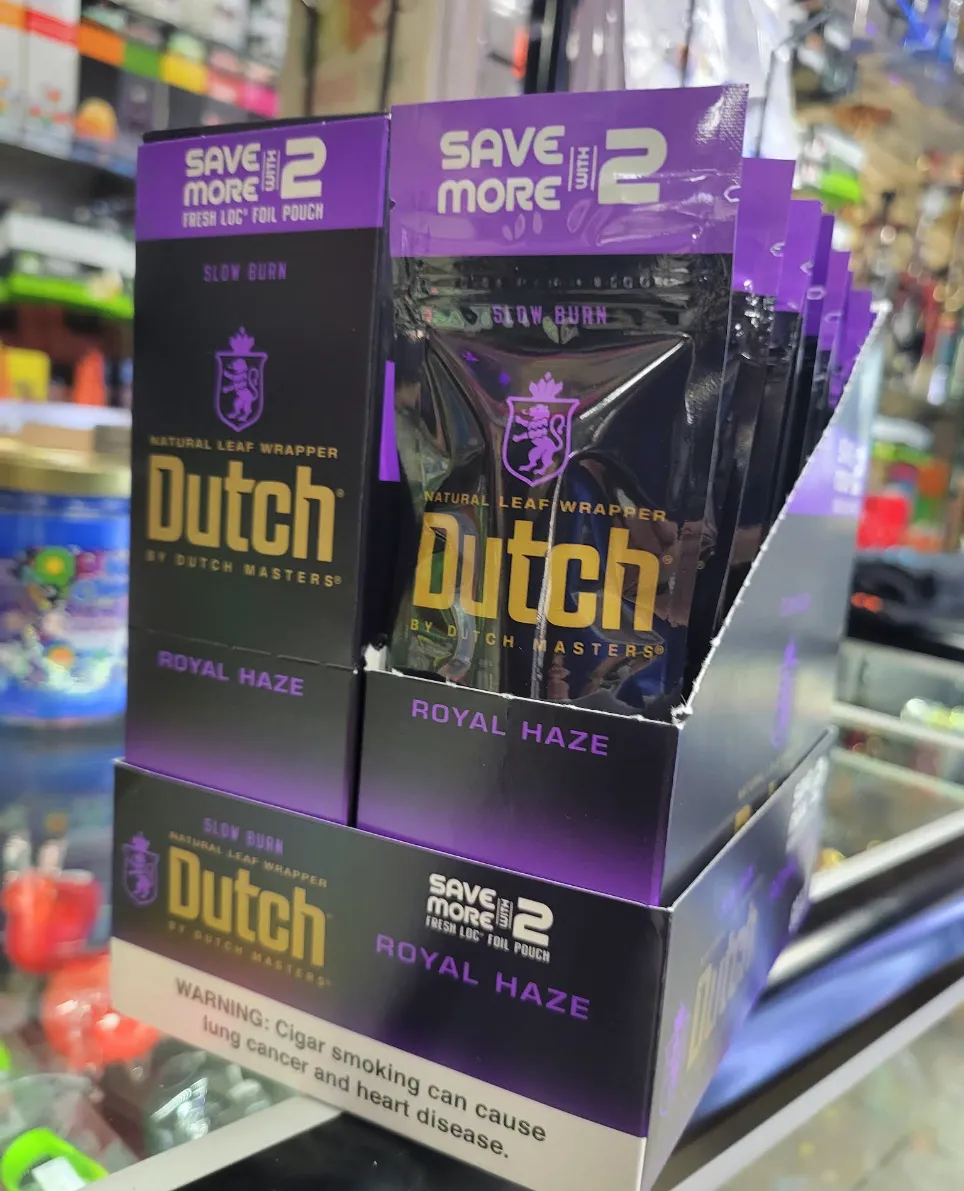 SAVE
MORE WITH 2
FRESH LOC® FOIL POUCH
SLOW BURN
NATURAL LEAF WRAPPER
Dutch®
BY DUTCH MASTERS®
ROYAL HAZE
SAVE
MORE WITH 2
SLOW BURN
NATURAL LEAF WRAPPER
Dutch®
BY DUTCH MASTERS®
ROYAL HAZE
SLOW BURN
NATURAL LEAF WRAPPER
Dutch
BY DUTCH MASTERS®
SAVE
MORE WITH 2
FRESH LOC® FOIL POUCH
ROYAL HAZE
WARNING: Cigar smoking can cause
lung cancer and heart disease.
Dutch